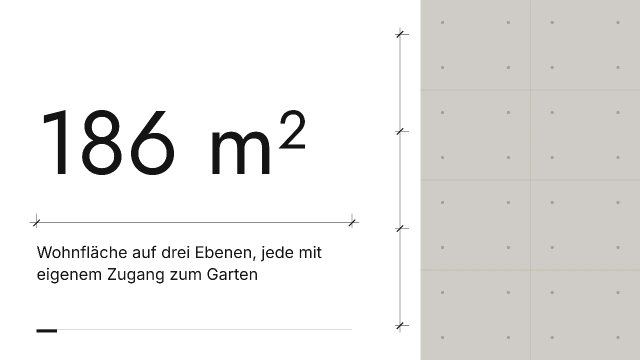 186 m²
Wohnfläche auf drei Ebenen, jede mit
eigenem Zugang zum Garten